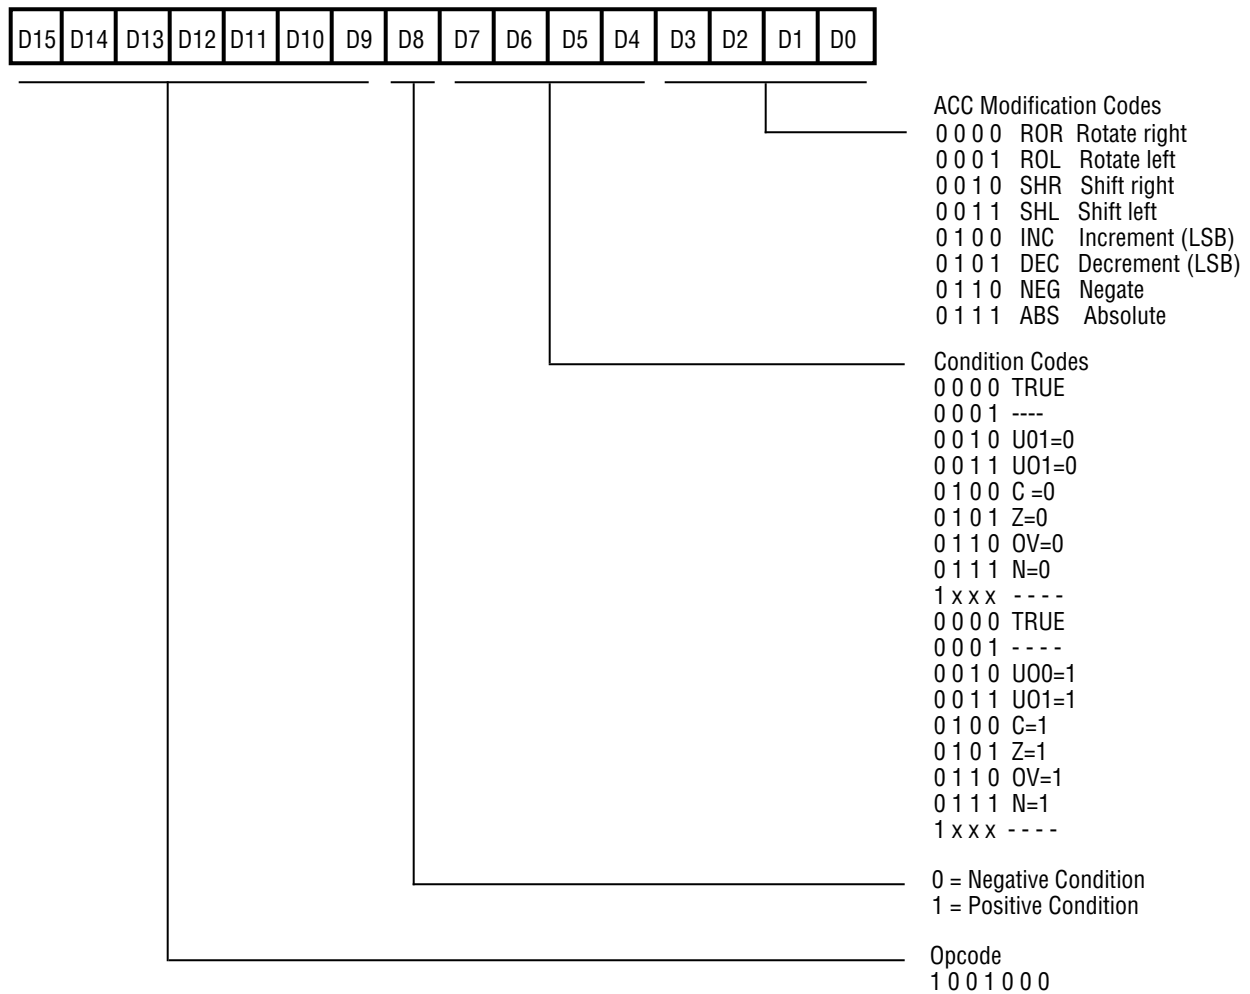 D15 D14 D13 D12 D11 D10 D9 D8 D7 D6 D5 D4 D3 D2 D1 D0
ACC Modification Codes
0 0 0 0 ROR Rotate right
0 0 0 1 ROL Rotate left
0 0 1 0 SHR Shift right
0 0 1 1 SHL Shift left
0 1 0 0 INC Increment (LSB)
0 1 0 1 DEC Decrement (LSB)
0 1 1 0 NEG Negate
0 1 1 1 ABS Absolute
Condition Codes
0 0 0 0 TRUE
0 0 0 1 ----
0 0 1 0 U01=0
0 0 1 1 UO1=0
0 1 0 0 C =0
0 1 0 1 Z=0
0 1 1 0 OV=0
0 1 1 1 N=0
1 x x x - - - -
0 0 0 0 TRUE
0 0 0 1 - - - -
0 0 1 0 UO0=1
0 0 1 1 UO1=1
0 1 0 0 C=1
0 1 0 1 Z=1
0 1 1 0 OV=1
0 1 1 1 N=1
1 x x x - - - -
0 = Negative Condition
1 = Positive Condition
Opcode
1 0 0 1 0 0 0